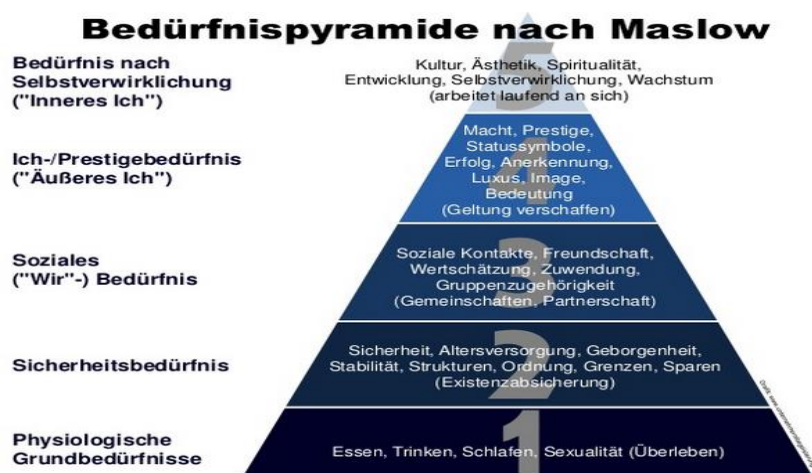 Bedürfnispyramide nach Maslow
5
Bedürfnis nach
Selbstverwirklichung
("Inneres Ich")
Kultur, Ästhetik, Spiritualität,
Entwicklung, Selbstverwirklichung, Wachstum
(arbeitet laufend an sich)
4
Ich-/Prestigebedürfnis
("Äußeres Ich")
Macht, Prestige,
Statussymbole,
Erfolg, Anerkennung,
Luxus, Image,
Bedeutung
(Geltung verschaffen)
3
Soziales
("Wir"-) Bedürfnis
Soziale Kontakte, Freundschaft,
Wertschätzung, Zuwendung,
Gruppenzugehörigkeit
(Gemeinschaften, Partnerschaft)
2
Sicherheitsbedürfnis
Sicherheit, Altersversorgung, Geborgenheit,
Stabilität, Strukturen, Ordnung, Grenzen, Sparen
(Existenzabsicherung)
1
Physiologische
Grundbedürfnisse
Essen, Trinken, Schlafen, Sexualität (Überleben)